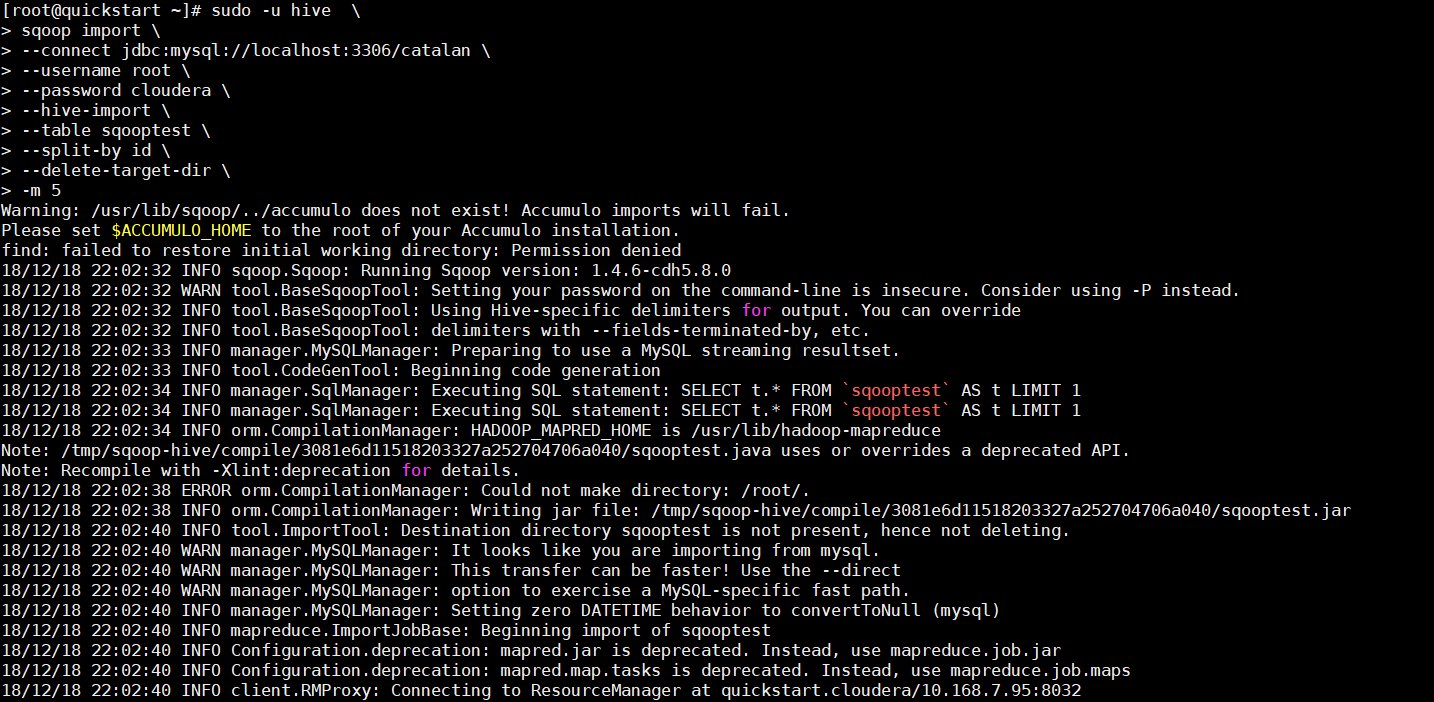 [root@quickstart ~]# sudo -u hive  \
> sqoop import \
> --connect jdbc:mysql://localhost:3306/catalan \
> --username root \
> --password cloudera \
> --hive-import \
> --table sqooptest \
> --split-by id \
> --delete-target-dir \
> -m 5
Warning: /usr/lib/sqoop/../accumulo does not exist! Accumulo imports will fail.
Please set $ACCUMULO_HOME to the root of your Accumulo installation.
find: failed to restore initial working directory: Permission denied
18/12/18 22:02:32 INFO sqoop.Sqoop: Running Sqoop version: 1.4.6-cdh5.8.0
18/12/18 22:02:32 WARN tool.BaseSqoopTool: Setting your password on the command-line is insecure. Consider using -P instead.
18/12/18 22:02:32 INFO tool.BaseSqoopTool: Using Hive-specific delimiters for output. You can override
18/12/18 22:02:32 INFO tool.BaseSqoopTool: delimiters with --fields-terminated-by, etc.
18/12/18 22:02:33 INFO manager.MySQLManager: Preparing to use a MySQL streaming resultset.
18/12/18 22:02:33 INFO tool.CodeGenTool: Beginning code generation
18/12/18 22:02:34 INFO manager.SqlManager: Executing SQL statement: SELECT t.* FROM `sqooptest` AS t LIMIT 1
18/12/18 22:02:34 INFO manager.SqlManager: Executing SQL statement: SELECT t.* FROM `sqooptest` AS t LIMIT 1
18/12/18 22:02:34 INFO orm.CompilationManager: HADOOP_MAPRED_HOME is /usr/lib/hadoop-mapreduce
Note: /tmp/sqoop-hive/compile/3081e6d11518203327a252704706a040/sqooptest.java uses or overrides a deprecated API.
Note: Recompile with -Xlint:deprecation for details.
18/12/18 22:02:38 ERROR orm.CompilationManager: Could not make directory: /root/.
18/12/18 22:02:38 INFO orm.CompilationManager: Writing jar file: /tmp/sqoop-hive/compile/3081e6d11518203327a252704706a040/sqooptest.jar
18/12/18 22:02:40 INFO tool.ImportTool: Destination directory sqooptest is not present, hence not deleting.
18/12/18 22:02:40 WARN manager.MySQLManager: It looks like you are importing from mysql.
18/12/18 22:02:40 WARN manager.MySQLManager: This transfer can be faster! Use the --direct
18/12/18 22:02:40 WARN manager.MySQLManager: option to exercise a MySQL-specific fast path.
18/12/18 22:02:40 INFO manager.MySQLManager: Setting zero DATETIME behavior to convertToNull (mysql)
18/12/18 22:02:40 INFO mapreduce.ImportJobBase: Beginning import of sqooptest
18/12/18 22:02:40 INFO Configuration.deprecation: mapred.jar is deprecated. Instead, use mapreduce.job.jar
18/12/18 22:02:40 INFO Configuration.deprecation: mapred.map.tasks is deprecated. Instead, use mapreduce.job.maps
18/12/18 22:02:40 INFO client.RMProxy: Connecting to ResourceManager at quickstart.cloudera/10.168.7.95:8032